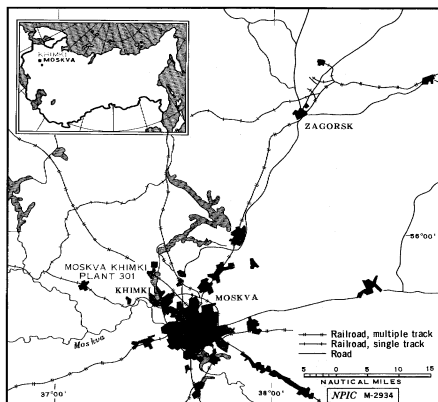 KHIMKI
MOSKVA
ZAGORSK
56°00'
MOSKVA KHIMKI
PLANT 301
KHIMKI
MOSKVA
Moskva
Railroad, multiple track
Railroad, single track
Road
5 0 5 10 15
NAUTICAL MILES
NPIC M-2934
37°00'
38°00'